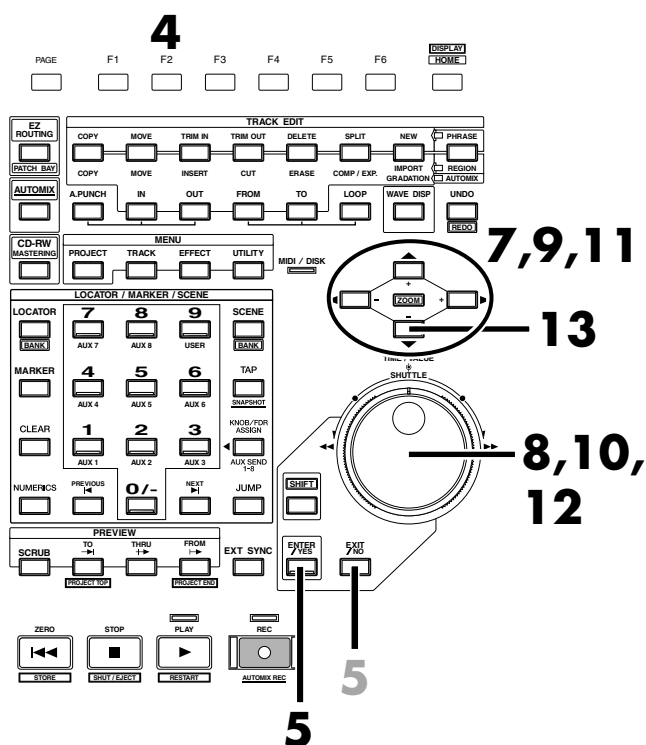 4
DISPLAY
PAGE F1 F2 F3 F4 F5 F6 HOME
EZ
ROUTING
PATCH BAY
TRACK EDIT
COPY MOVE TRIM IN TRIM OUT DELETE SPLIT NEW PHRASE
COPY MOVE INSERT CUT ERASE COMP / EXP. IMPORT REGION
GRADATION AUTOMIX
AUTOMIX
A.PUNCH IN OUT FROM TO LOOP WAVE DISP UNDO
REDO
CD-RW
MASTERING
MENU
PROJECT TRACK EFFECT UTILITY
MIDI / DISK
7,9,11
+
- ZOOM +
-
13
LOCATOR / MARKER / SCENE
LOCATOR 7 8 9 SCENE
BANK AUX 7 AUX 8 USER BANK
MARKER 4 5 6 TAP
AUX 4 AUX 5 AUX 6 SNAPSHOT
CLEAR 1 2 3 KNOB/FDR
ASSIGN
AUX 1 AUX 2 AUX 3 AUX SEND
1-8
NUMERICS PREVIOUS 0/- NEXT JUMP
TIME / VALUE
SHUTTLE
8,10,
12
SHIFT
PREVIEW
SCRUB TO THRU FROM EXT SYNC
PROJECT TOP PROJECT END
ENTER
/YES
EXIT
/NO
5
ZERO STOP PLAY REC
STORE SHUT / EJECT RESTART AUTOMIX REC
5